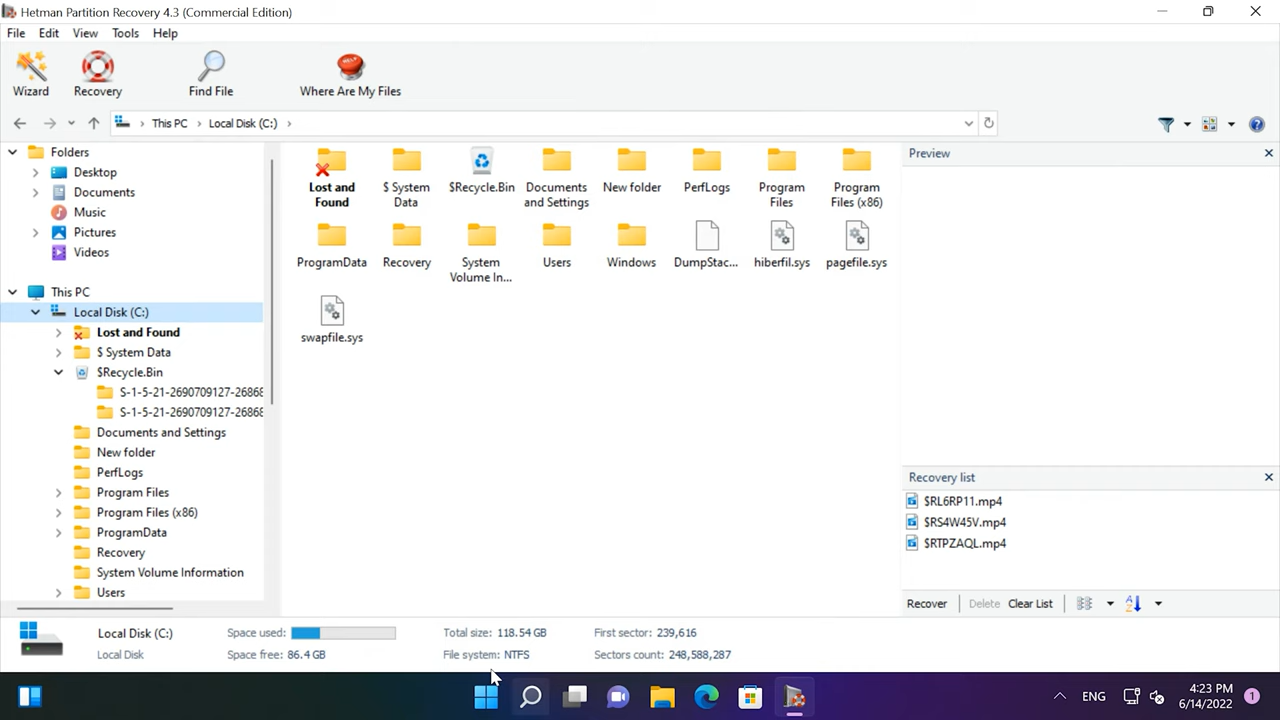 Hetman Partition Recovery 4.3 (Commercial Edition)
File Edit View Tools Help
Wizard Recovery Find File Where Are My Files
This PC Local Disk (C:)
Folders
Desktop
Documents
Music
Pictures
Videos
This PC
Local Disk (C:)
Lost and Found
$ System Data
$Recycle.Bin
S-1-5-21-2690709127-26868
S-1-5-21-2690709127-26868
Documents and Settings
New folder
PerfLogs
Program Files
Program Files (x86)
ProgramData
Recovery
System Volume Information
Users
Lost and Found
$ System Data
$Recycle.Bin
Documents and Settings
New folder
PerfLogs
Program Files
Program Files (x86)
ProgramData
Recovery
System Volume In...
Users
Windows
DumpStac...
hiberfil.sys
pagefile.sys
swapfile.sys
Preview
Recovery list
$RL6RP11.mp4
$RS4W45V.mp4
$RTPZAQL.mp4
Recover Delete Clear List
Local Disk (C:) Space used: Total size: 118.54 GB First sector: 239,616
Local Disk Space free: 86.4 GB File system: NTFS Sectors count: 248,588,287
ENG 4:23 PM 1
6/14/2022